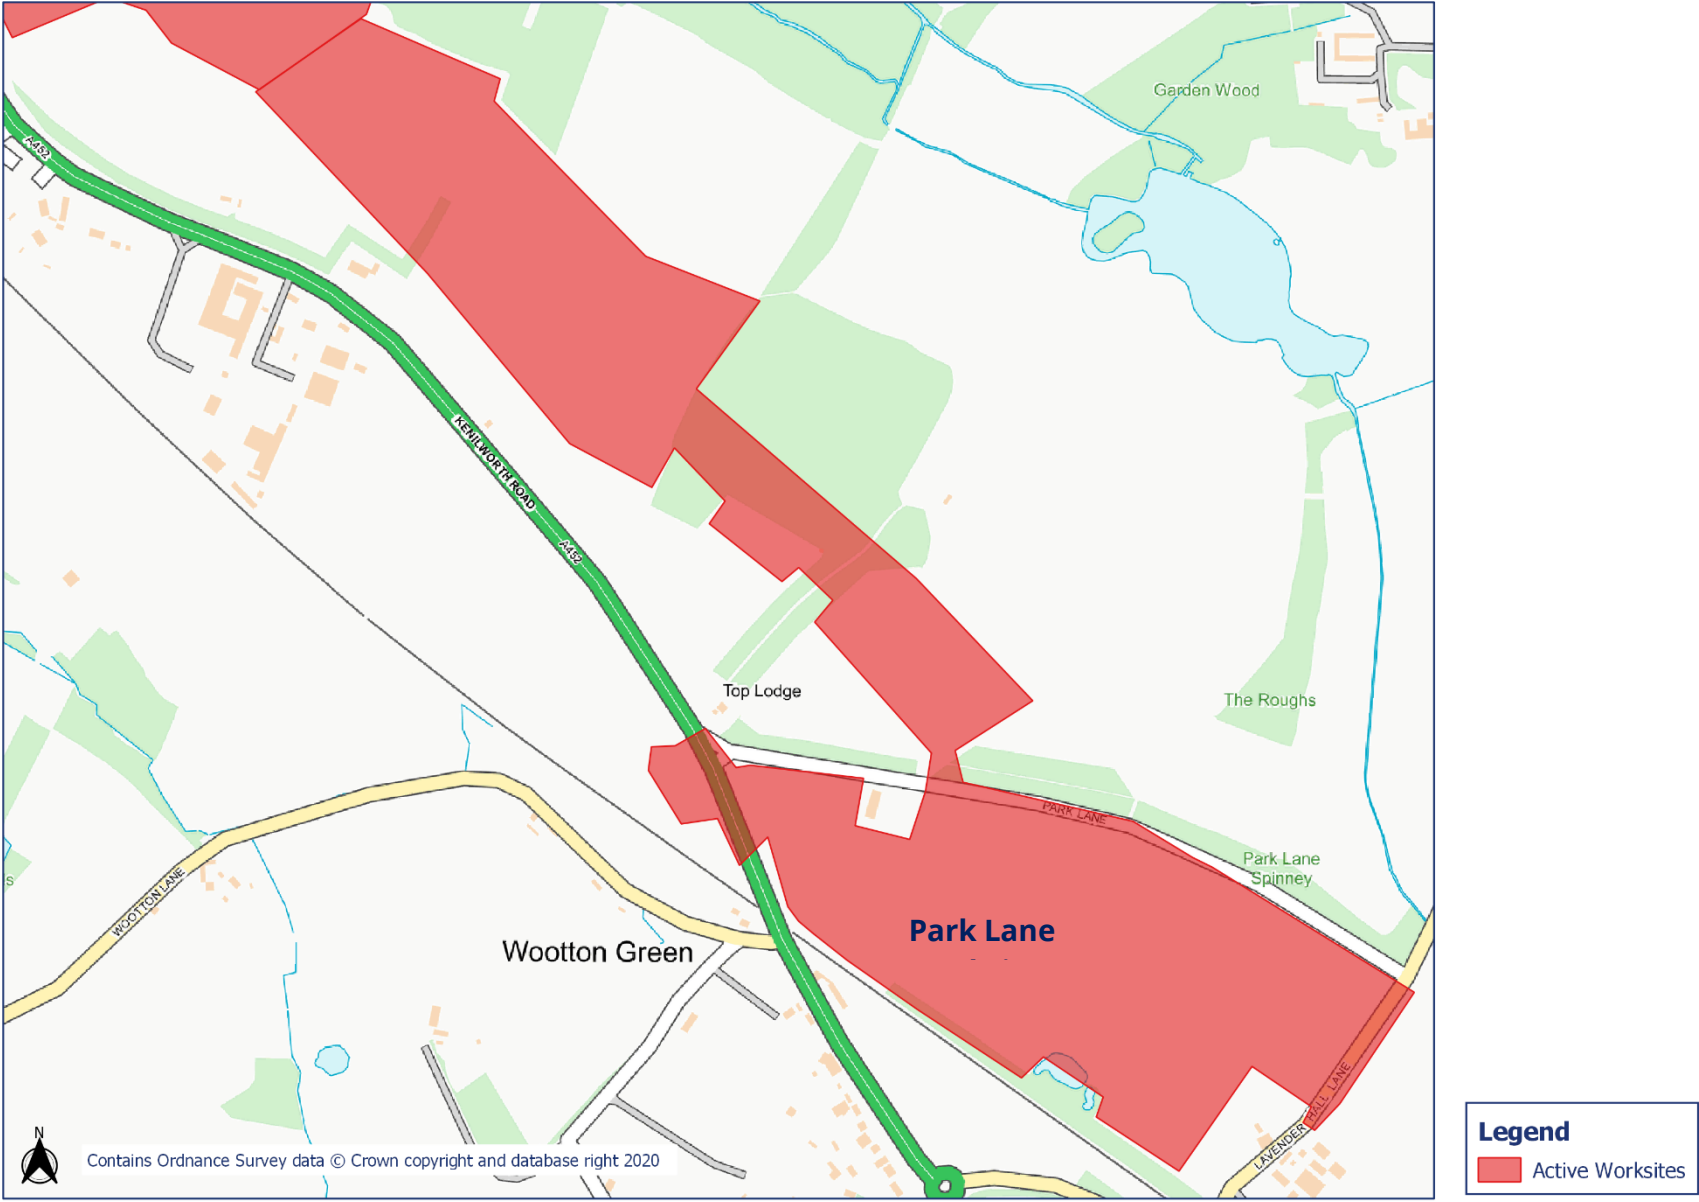 Garden Wood
A452
KENILWORTH ROAD
A452
Top Lodge
The Roughs
PARK LANE
Park Lane
Spinney
s
WOOTTON LANE
Park Lane
Wootton Green
HALL LANE
LAVENDER
N
Contains Ordnance Survey data © Crown copyright and database right 2020
Legend
Active Worksites